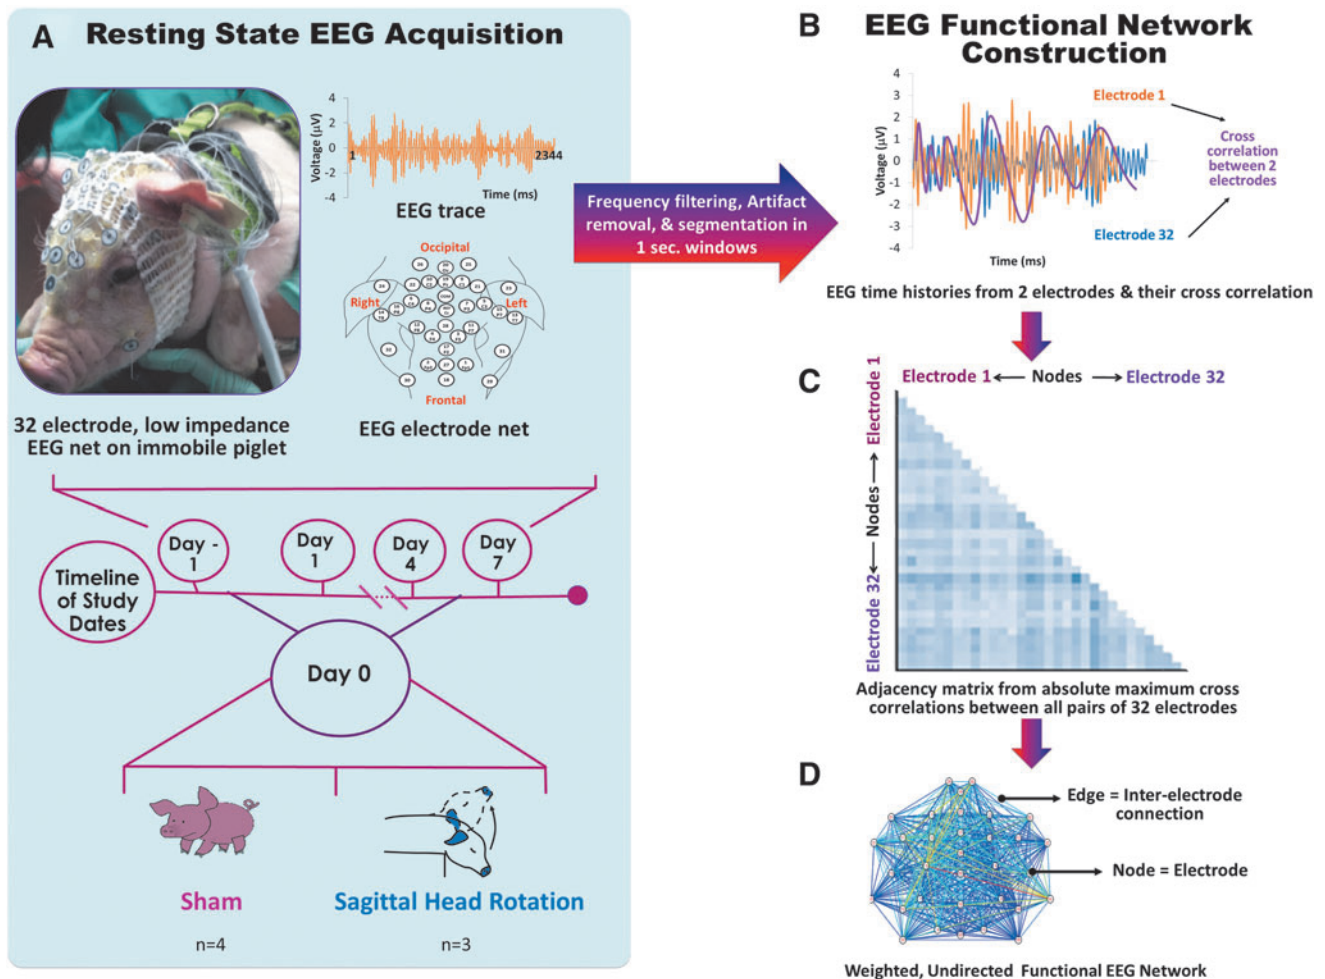 A Resting State EEG Acquisition
4
2
0
-2
-4
Voltage (μV)
1
2344
Time (ms)
EEG trace
Occipital
Right
Left
Frontal
32 electrode, low impedance
EEG net on immobile piglet
EEG electrode net
Timeline
of Study
Dates
Day -
1
Day
1
Day
4
Day
7
Day 0
Sham
n=4
Sagittal Head Rotation
n=3
Frequency filtering, Artifact
removal, & segmentation in
1 sec. windows
B EEG Functional Network
Construction
4
3
2
1
0
-1
-2
-3
-4
Voltage (μV)
Time (ms)
Electrode 1
Cross
correlation
between 2
electrodes
Electrode 32
EEG time histories from 2 electrodes & their cross correlation
C
Electrode 1 Nodes Electrode 32
Electrode 32 Nodes Electrode 1
Adjacency matrix from absolute maximum cross
correlations between all pairs of 32 electrodes
D
Edge = Inter-electrode
connection
Node = Electrode
Weighted, Undirected Functional EEG Network